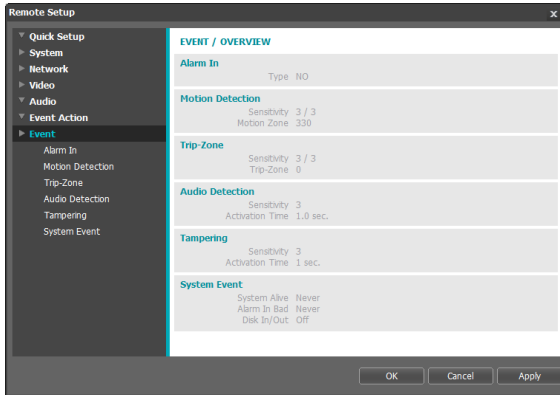 Remote Setup
x
Quick Setup
System
Network
Video
Audio
Event Action
Event
Alarm In
Motion Detection
Trip-Zone
Audio Detection
Tampering
System Event
EVENT / OVERVIEW
Alarm In
Type NO
Motion Detection
Sensitivity 3 / 3
Motion Zone 330
Trip-Zone
Sensitivity 3 / 3
Trip-Zone 0
Audio Detection
Sensitivity 3
Activation Time 1.0 sec.
Tampering
Sensitivity 3
Activation Time 1 sec.
System Event
System Alive Never
Alarm In Bad Never
Disk In/Out Off
OK Cancel Apply